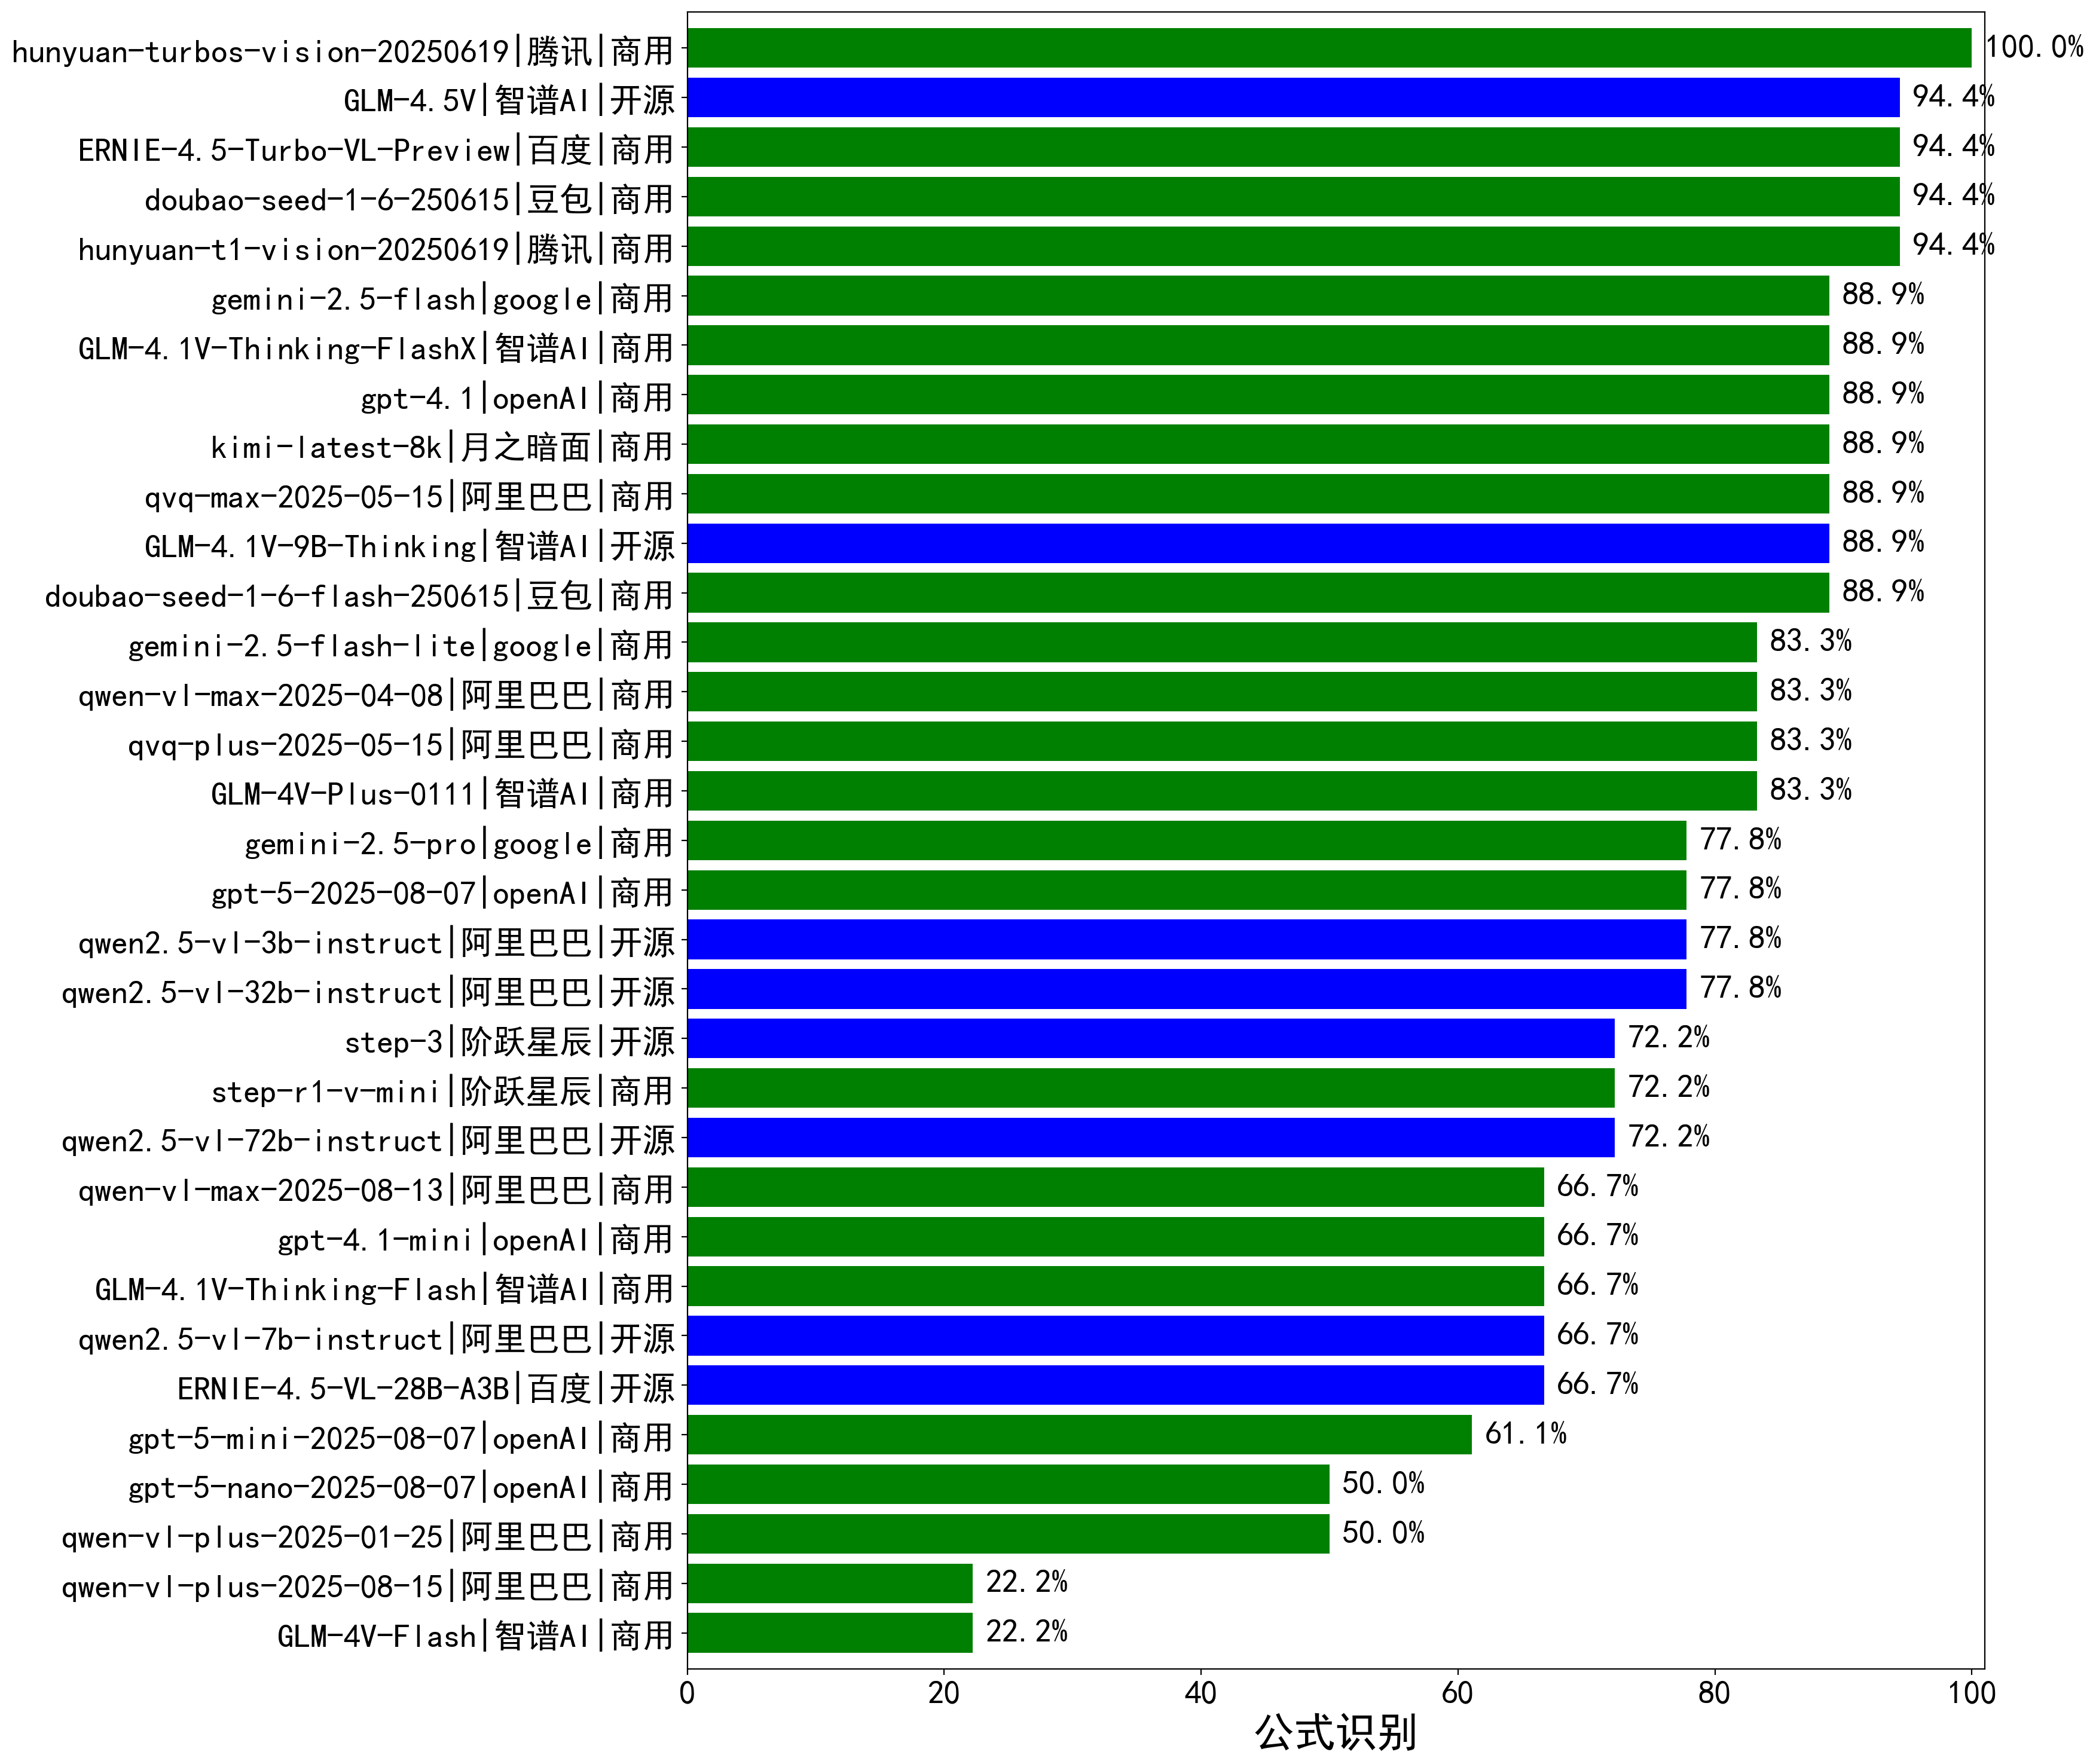 hunyuan-turbos-vision-20250619|腾讯|商用 100.0%
GLM-4.5V|智谱AI|开源 94.4%
ERNIE-4.5-Turbo-VL-Preview|百度|商用 94.4%
doubao-seed-1-6-250615|豆包|商用 94.4%
hunyuan-t1-vision-20250619|腾讯|商用 94.4%
gemini-2.5-flash|google|商用 88.9%
GLM-4.1V-Thinking-FlashX|智谱AI|商用 88.9%
gpt-4.1|openAI|商用 88.9%
kimi-latest-8k|月之暗面|商用 88.9%
qvq-max-2025-05-15|阿里巴巴|商用 88.9%
GLM-4.1V-9B-Thinking|智谱AI|开源 88.9%
doubao-seed-1-6-flash-250615|豆包|商用 88.9%
gemini-2.5-flash-lite|google|商用 83.3%
qwen-vl-max-2025-04-08|阿里巴巴|商用 83.3%
qvq-plus-2025-05-15|阿里巴巴|商用 83.3%
GLM-4V-Plus-0111|智谱AI|商用 83.3%
gemini-2.5-pro|google|商用 77.8%
gpt-5-2025-08-07|openAI|商用 77.8%
qwen2.5-vl-3b-instruct|阿里巴巴|开源 77.8%
qwen2.5-vl-32b-instruct|阿里巴巴|开源 77.8%
step-3|阶跃星辰|开源 72.2%
step-r1-v-mini|阶跃星辰|商用 72.2%
qwen2.5-vl-72b-instruct|阿里巴巴|开源 72.2%
qwen-vl-max-2025-08-13|阿里巴巴|商用 66.7%
gpt-4.1-mini|openAI|商用 66.7%
GLM-4.1V-Thinking-Flash|智谱AI|商用 66.7%
qwen2.5-vl-7b-instruct|阿里巴巴|开源 66.7%
ERNIE-4.5-VL-28B-A3B|百度|开源 66.7%
gpt-5-mini-2025-08-07|openAI|商用 61.1%
gpt-5-nano-2025-08-07|openAI|商用 50.0%
qwen-vl-plus-2025-01-25|阿里巴巴|商用 50.0%
qwen-vl-plus-2025-08-15|阿里巴巴|商用 22.2%
GLM-4V-Flash|智谱AI|商用 22.2%
0 20 40 60 80 100
公式识别